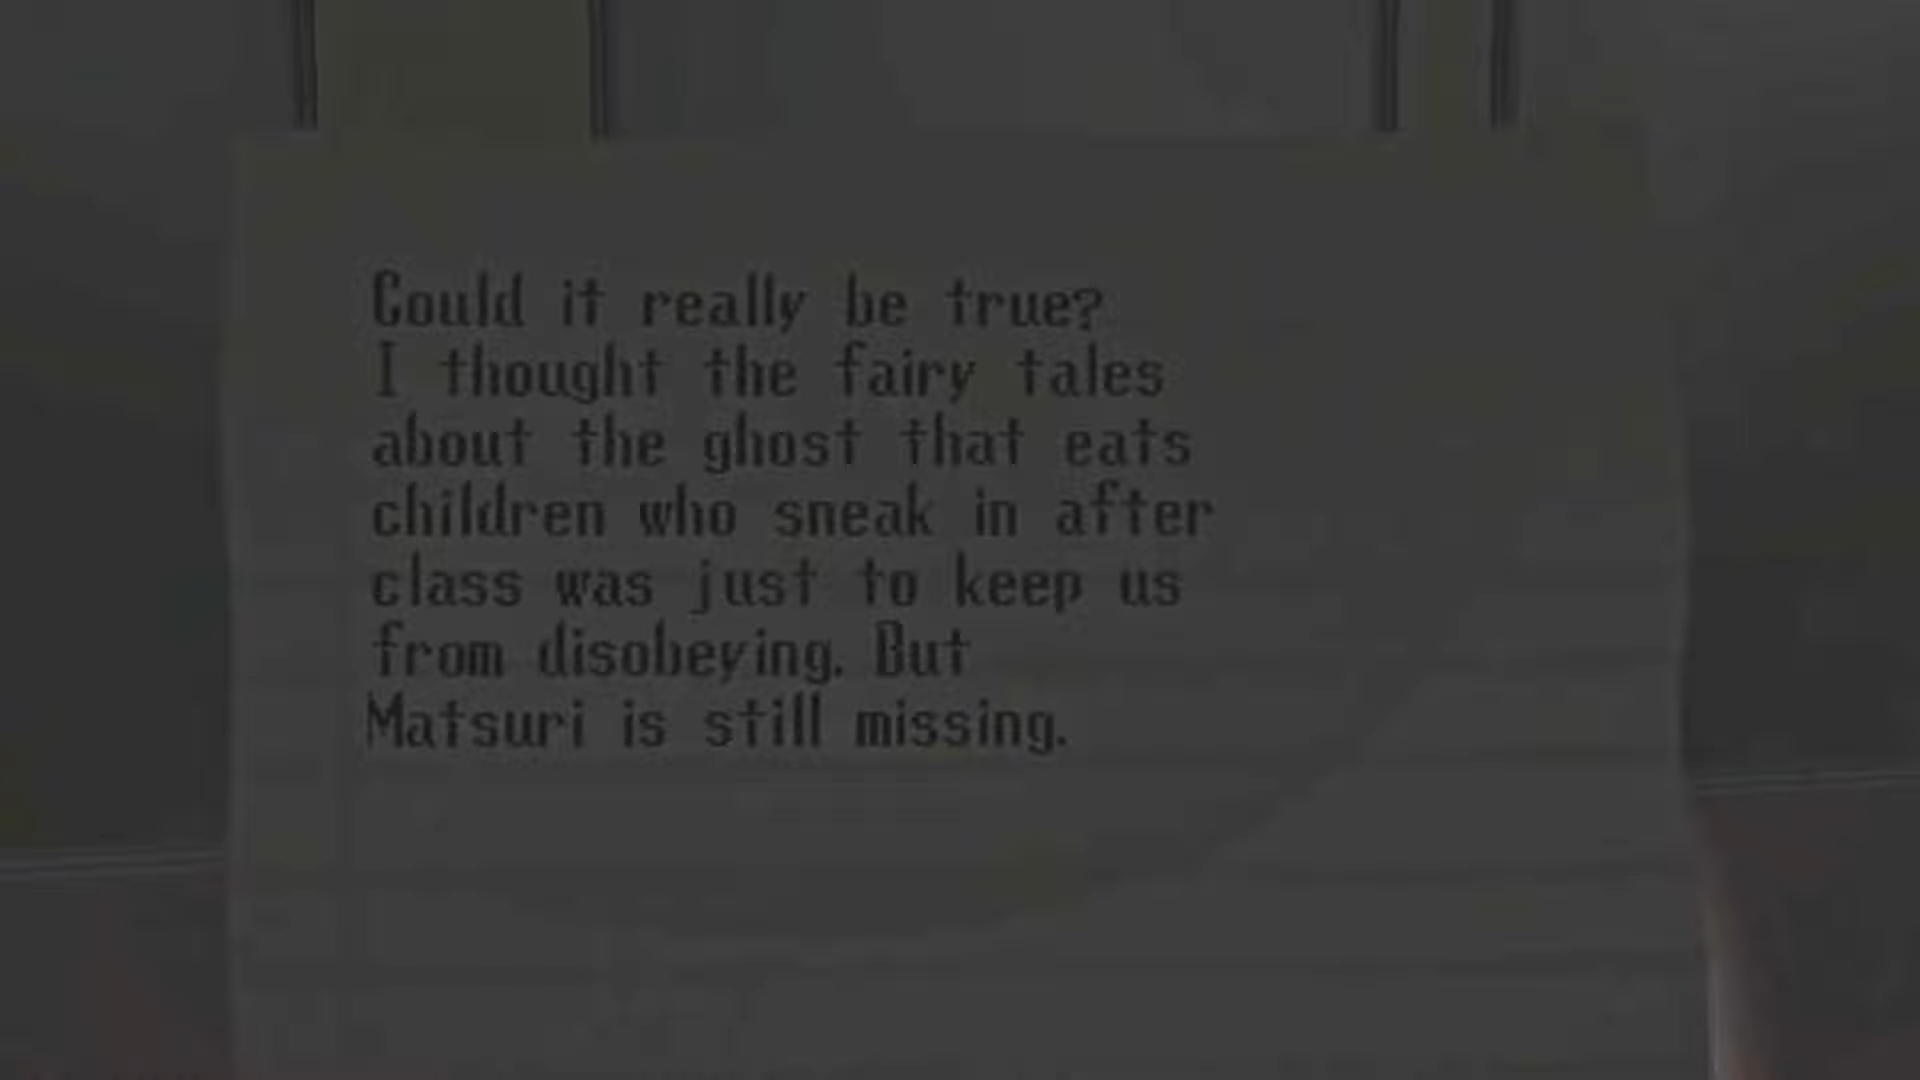 Could it really be true?
I thought the fairy tales
about the ghost that eats
children who sneak in after
class was just to keep us
from disobeying. But
Matsuri is still missing.